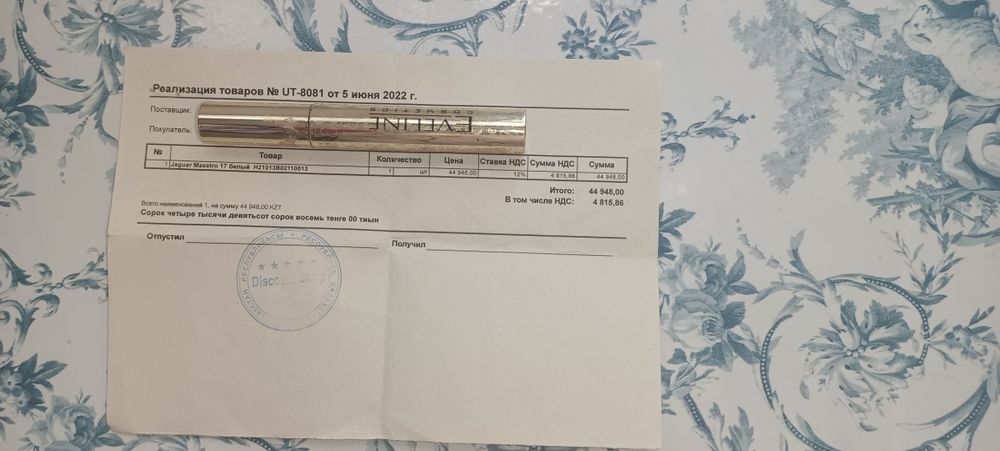 Реализация товаров № UT-8081 от 5 июня 2022 г.
Поставщик:
EVELINE
COSMETICS
Покупатель:
№ Товар Количество Цена Ставка НДС Сумма НДС Сумма
1 Jaguar Maestro 17 белый H21013B02110013 1 шт 44 948,00 12% 4 815,86 44 948,00
Итого: 44 948,00
В том числе НДС: 4 815,86
Всего наименований 1, на сумму 44 948,00 KZT
Сорок четыре тысячи девятьсот сорок восемь тенге 00 тиын
Отпустил Получил
РЕСПУБЛИКАСЫ • РЕСПУБЛИКА